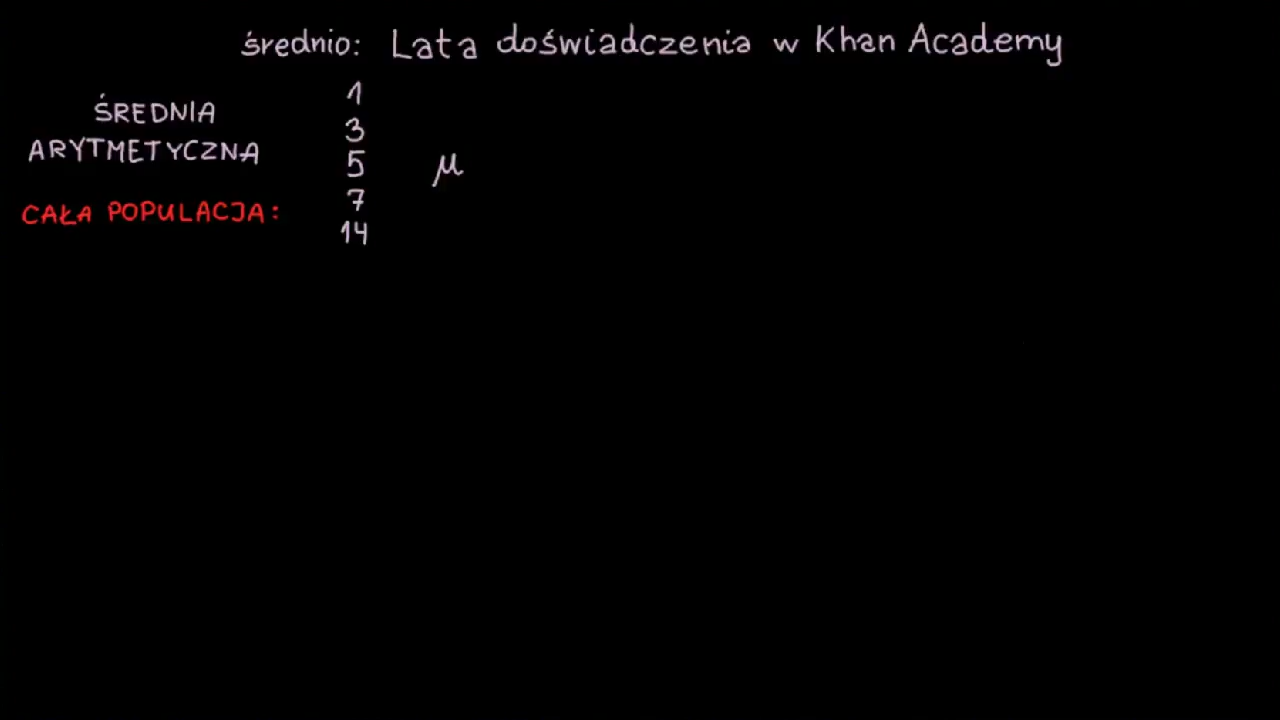 średnio: Lata doświadczenia w Khan Academy
ŚREDNIA
ARYTMETYCZNA
CAŁA POPULACJA:
1
3
5
7
14
μ